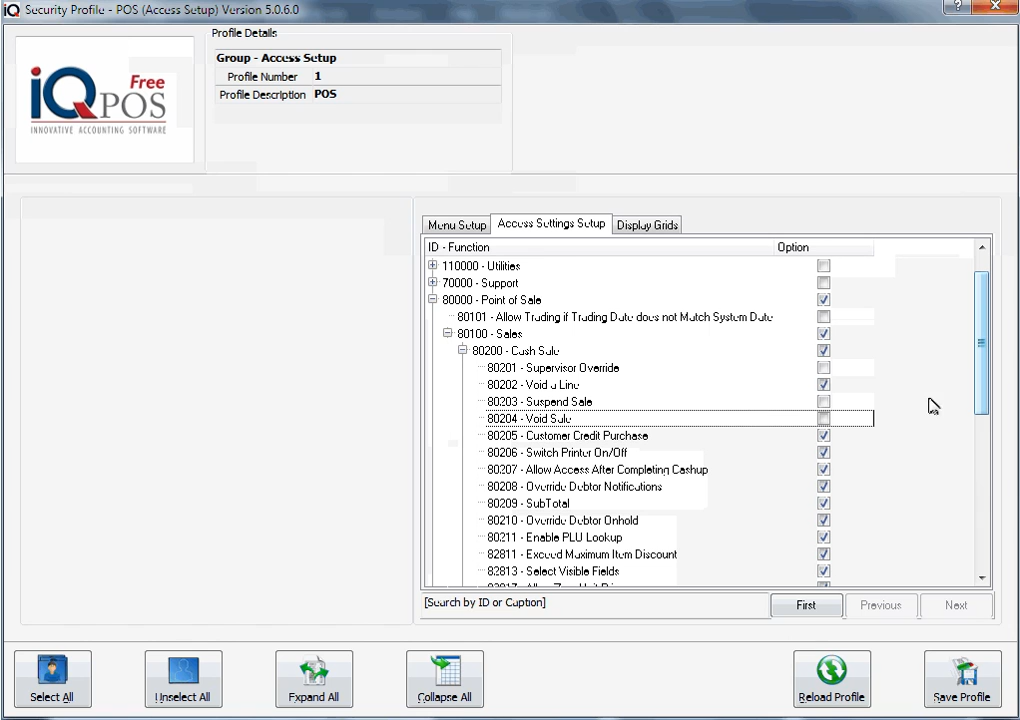 iQ Security Profile - POS (Access Setup) Version 5.0.6.0
?
Profile Details
iQ Free
POS
INNOVATIVE ACCOUNTING SOFTWARE
Group - Access Setup
Profile Number 1
Profile Description POS
Menu Setup Access Settings Setup Display Grids
ID - Function Option
110000 - Utilities
70000 - Support
80000 - Point of Sale
80101 - Allow Trading if Trading Date does not Match System Date
80100 - Sales
80200 - Cash Sale
80201 - Supervisor Override
80202 - Void a Line
80203 - Suspend Sale
80204 - Void Sale
80205 - Customer Credit Purchase
80206 - Switch Printer On/Off
80207 - Allow Access After Completing Cashup
80208 - Override Debtor Notifications
80209 - SubTotal
80210 - Override Debtor Onhold
80211 - Enable PLU Lookup
82811 - Exceed Maximum Item Discount
82813 - Select Visible Fields
[Search by ID or Caption] First Previous Next
Select All Unselect All Expand All Collapse All Reload Profile Save Profile